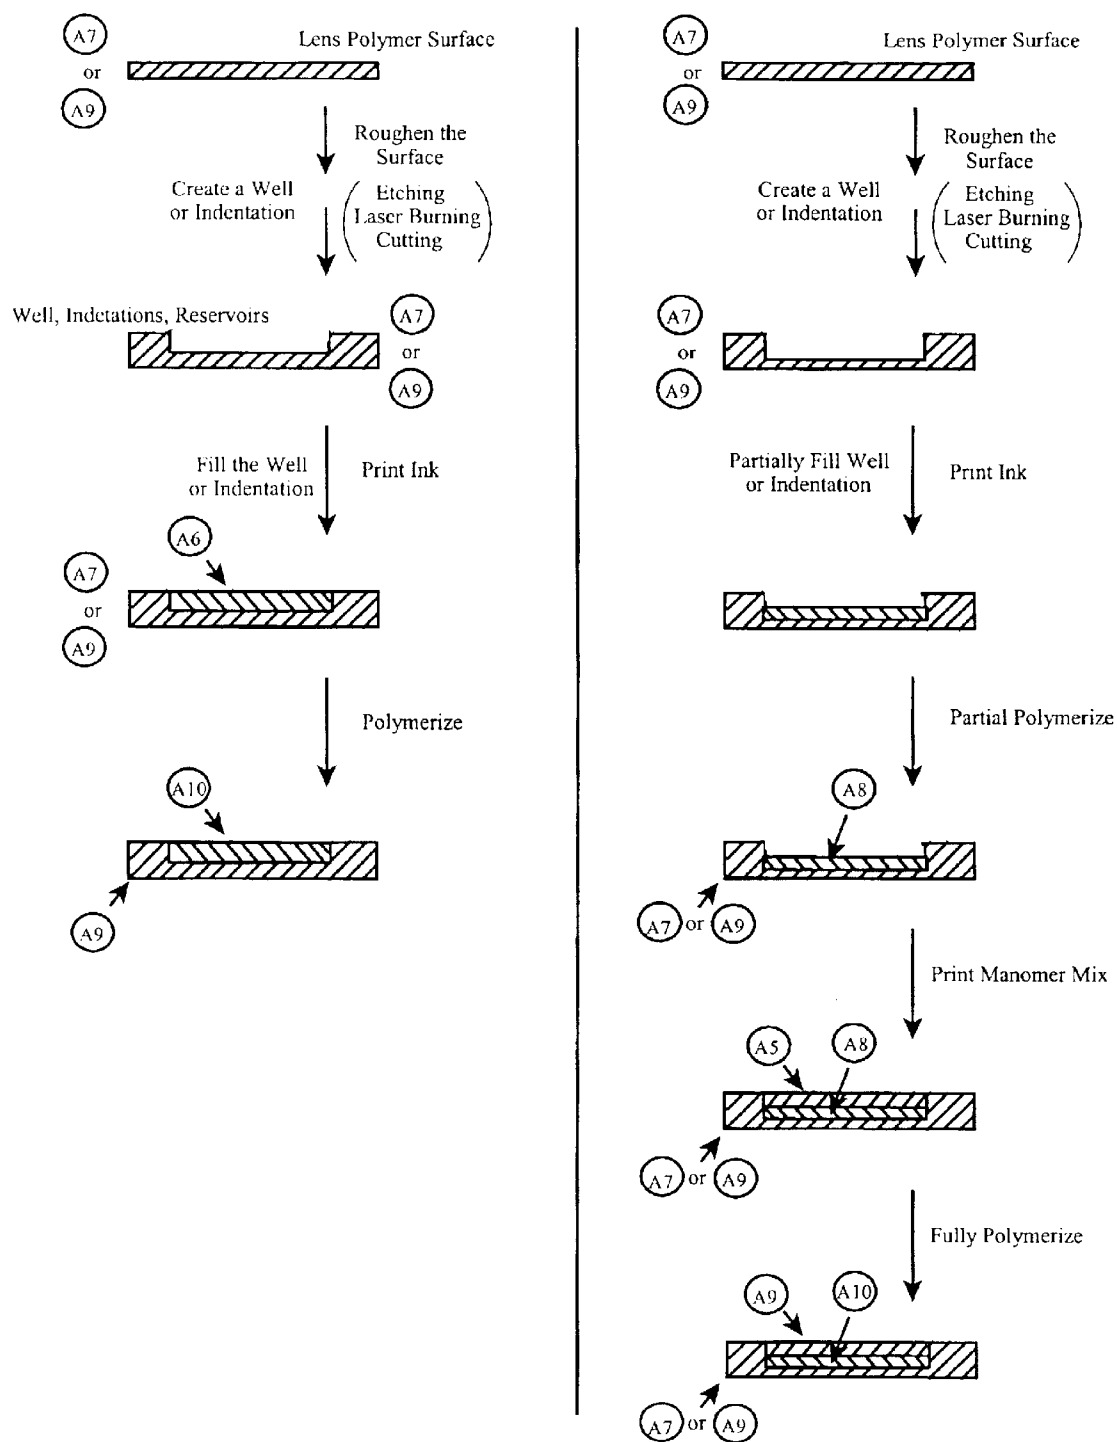 A7
or
A9
Lens Polymer Surface
Roughen the
Surface
Create a Well
or Indentation
Etching
Laser Burning
Cutting
Well, Indetations, Reservoirs
A7
or
A9
Fill the Well
or Indentation
Print Ink
A6
A7
or
A9
Polymerize
A10
A9
A7
or
A9
Lens Polymer Surface
Roughen the
Surface
Create a Well
or Indentation
Etching
Laser Burning
Cutting
A7
or
A9
Partially Fill Well
or Indentation
Print Ink
Partial Polymerize
A8
A7 or A9
Print Manomer Mix
A5
A8
A7 or A9
Fully Polymerize
A9
A10
A7 or A9